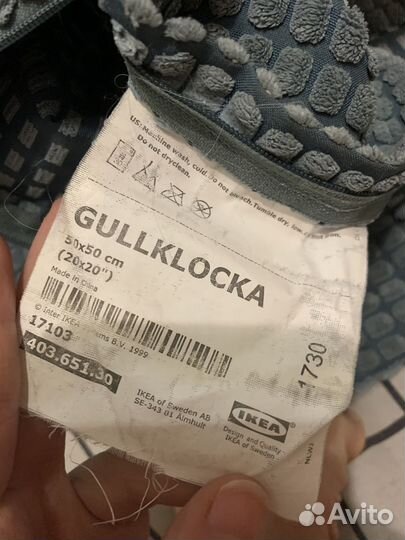 US: Machine wash, cold. Do not bleach. Tumble dry, low.
Do not dryclean.
GULLKLOCKA
50x50 cm
(20x20")
Made in China
© Inter IKEA Systems B.V. 1999
17103
403.651.30
1730
IKEA of Sweden AB
SE-343 81 Älmhult
IKEA
Design and Quality
IKEA of Sweden
Avito